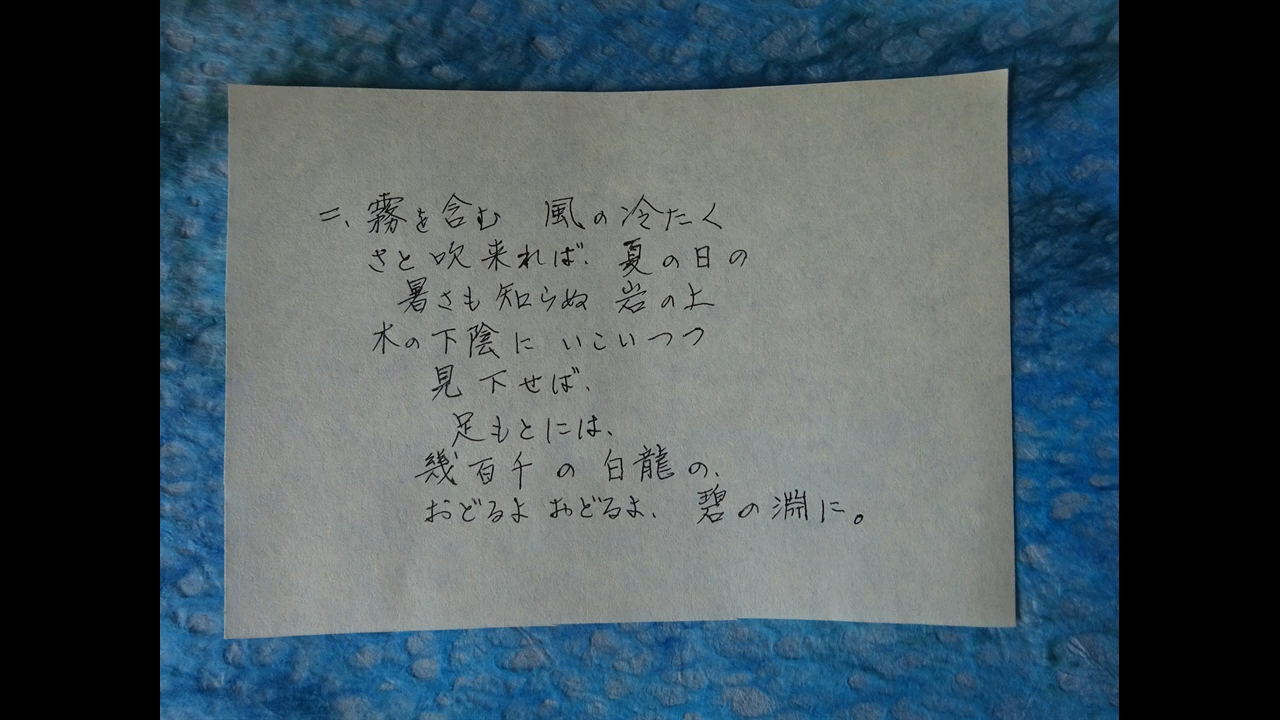 二、霧を含む 風の冷たく
さと吹来れば、夏の日の
暑さも知らぬ 岩の上
木の下陰に いこいつつ
見下せば、
足もとには、
幾百千の白龍の、
おどるよおどるよ、碧の淵に。